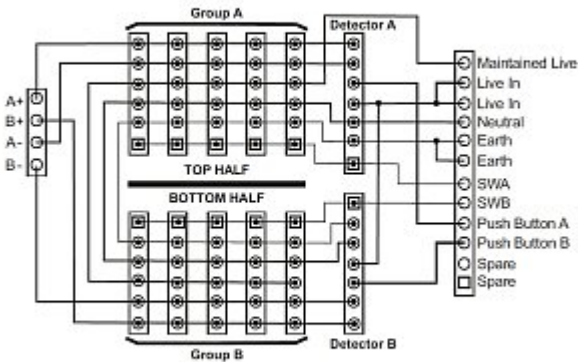 Group A
Detector A
A+
B+
A-
B-
TOP HALF
BOTTOM HALF
Maintained Live
Live In
Live In
Neutral
Earth
Earth
SWA
SWB
Push Button A
Push Button B
Spare
Spare
Group B
Detector B